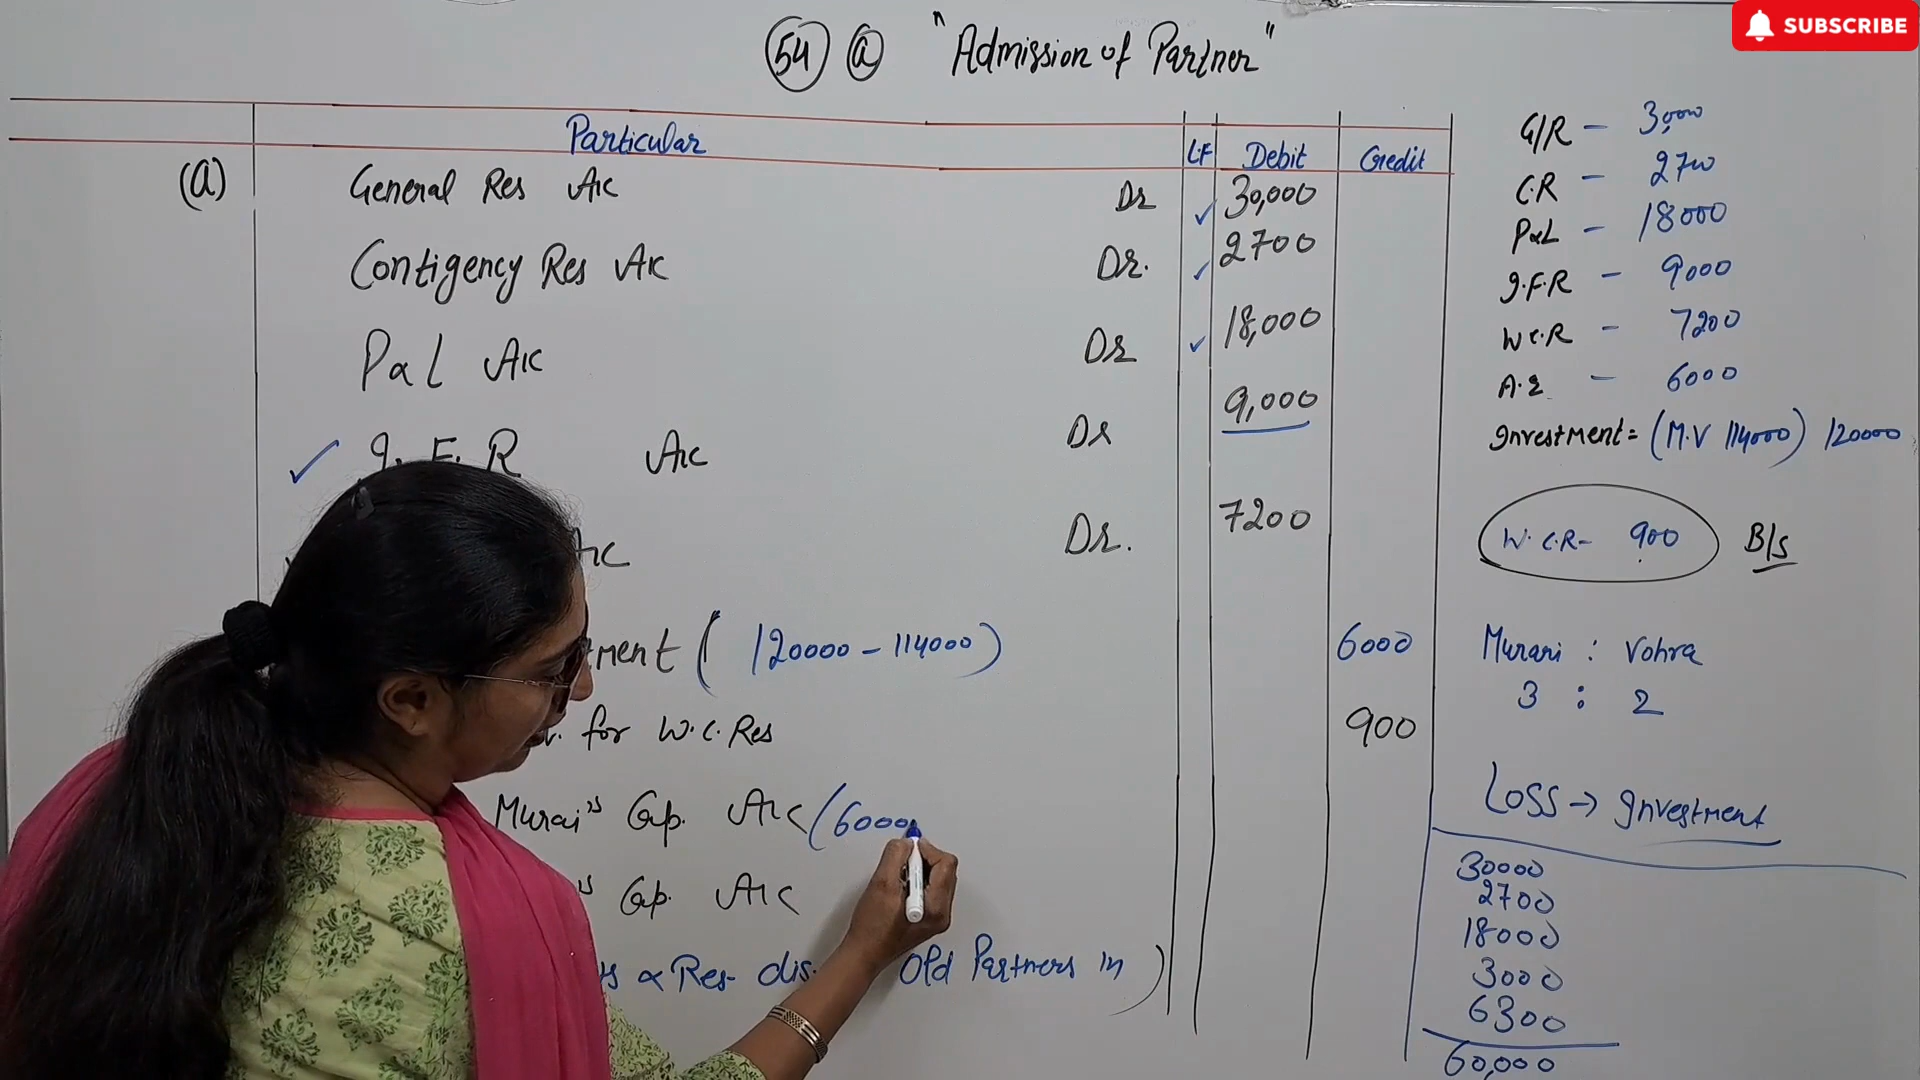 SUBSCRIBE
54 a "Admission of Partner"
Particular L.F Debit Credit
(a) General Res A/c Dr 30,000
Contigency Res A/c Dr. 2700
P&L A/c Dr 18,000
I. F. R A/c Dr 9,000
A/c Dr. 7200
tment ( 120000 - 114000 ) 6000
for W.C. Res 900
Murai's Cap. A/c (6000
's Cap. A/c
& Res- dis. Old Partners in )
G/R - 3,000
C.R - 2700
P&L - 18000
I.F.R - 9000
W C.R - 7200
A.E - 6000
Investment = (M.V 114000) 120000
W. C.R- 900 B/s
Murari : Vohra
3 : 2
Loss → Investment
30000
2700
18000
3000
6300
60,000